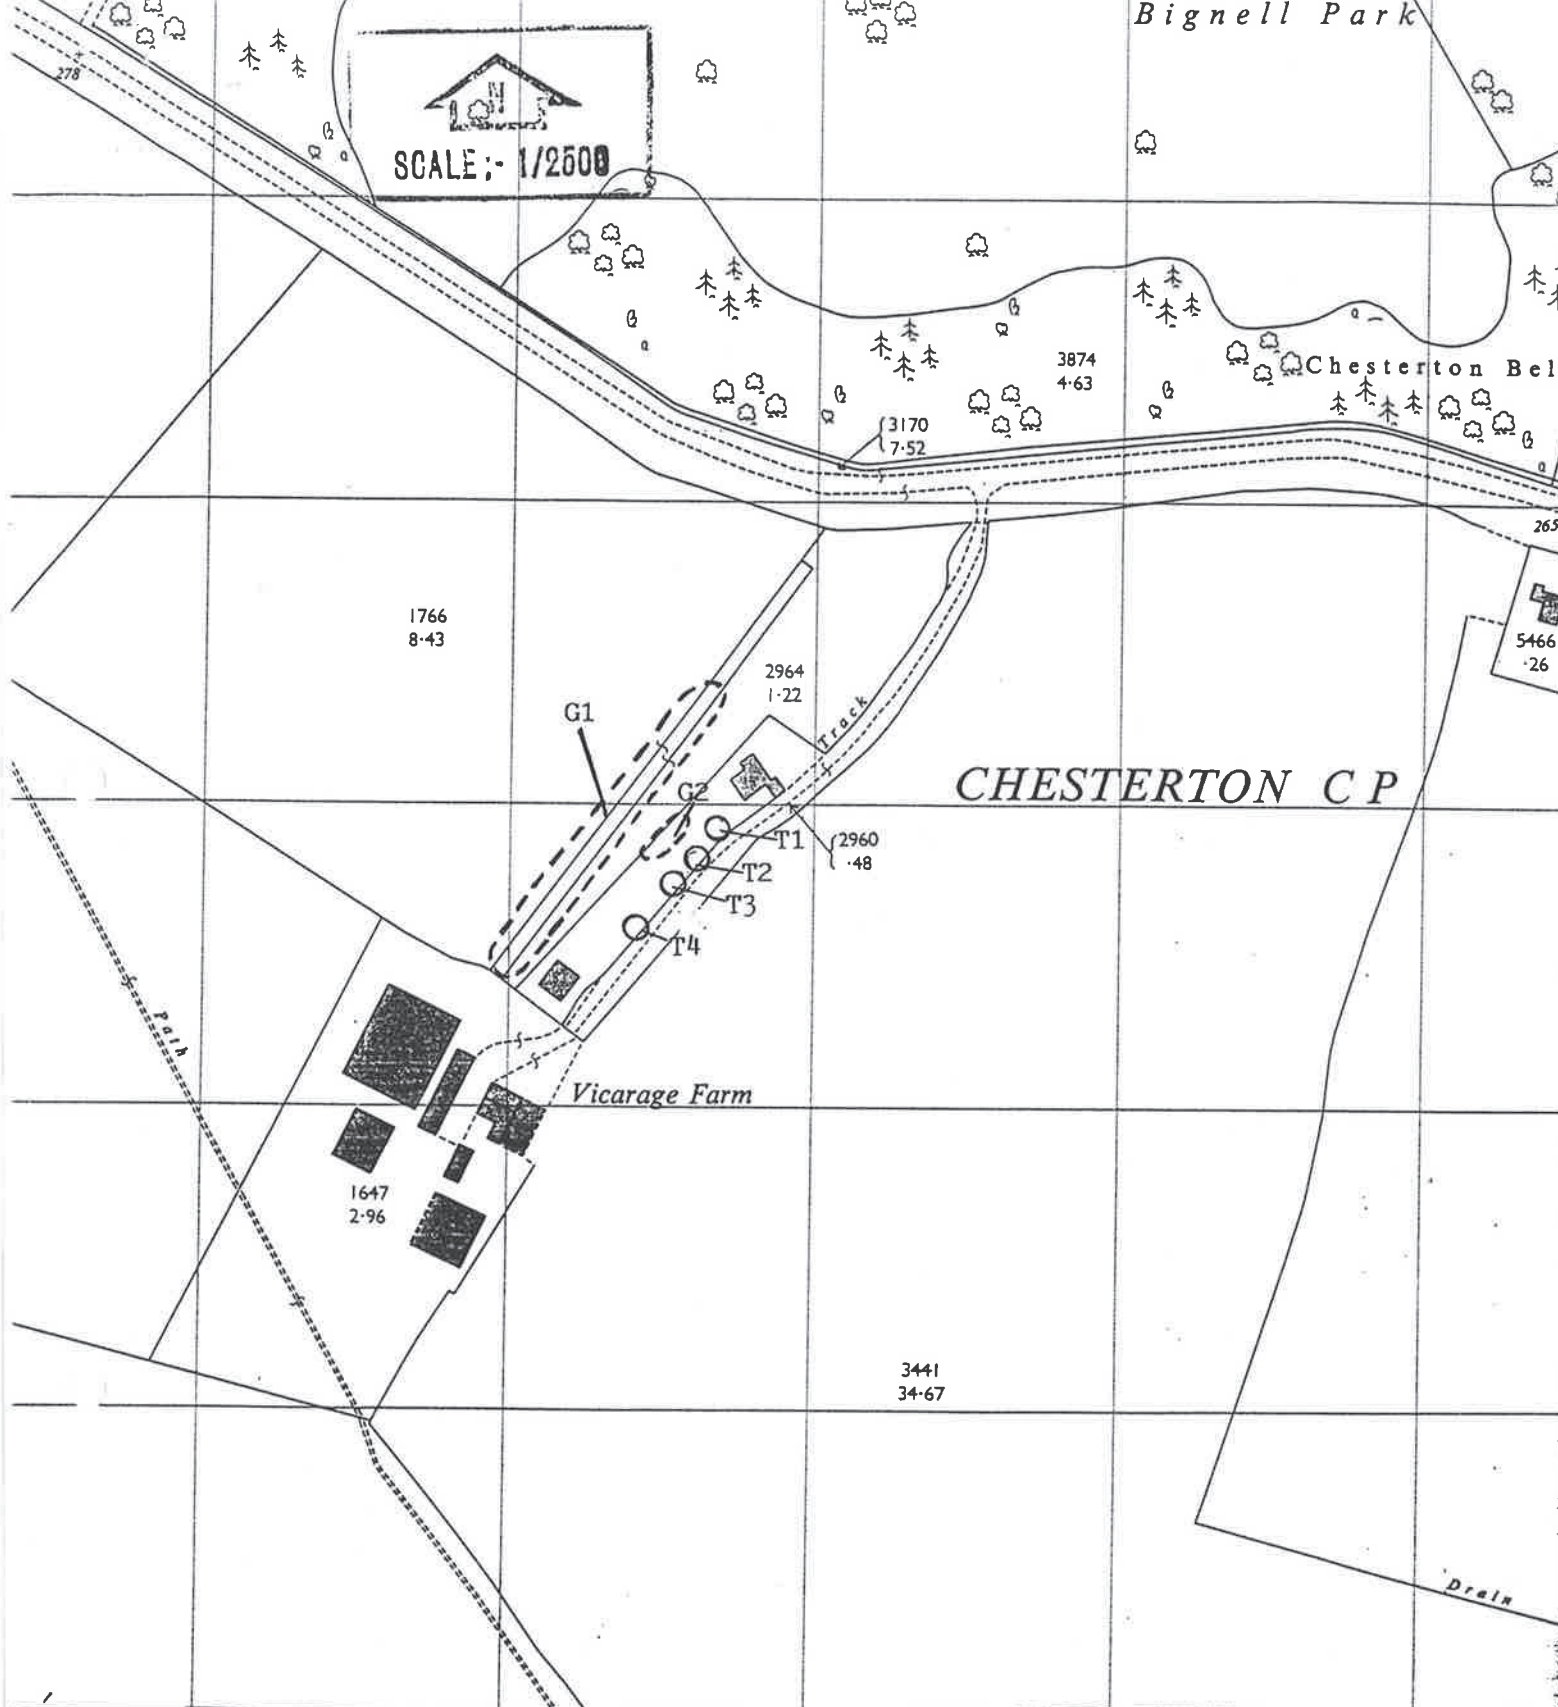 Bignell Park
278
SCALE;- 1/2500
3874
4·63
Chesterton Bel
3170
7·52
265
1766
8·43
5466
·26
2964
1·22
G1
Track
CHESTERTON C P
G2
T1
2960
·48
T2
T3
T4
Path
Vicarage Farm
1647
2·96
3441
34·67
Drain